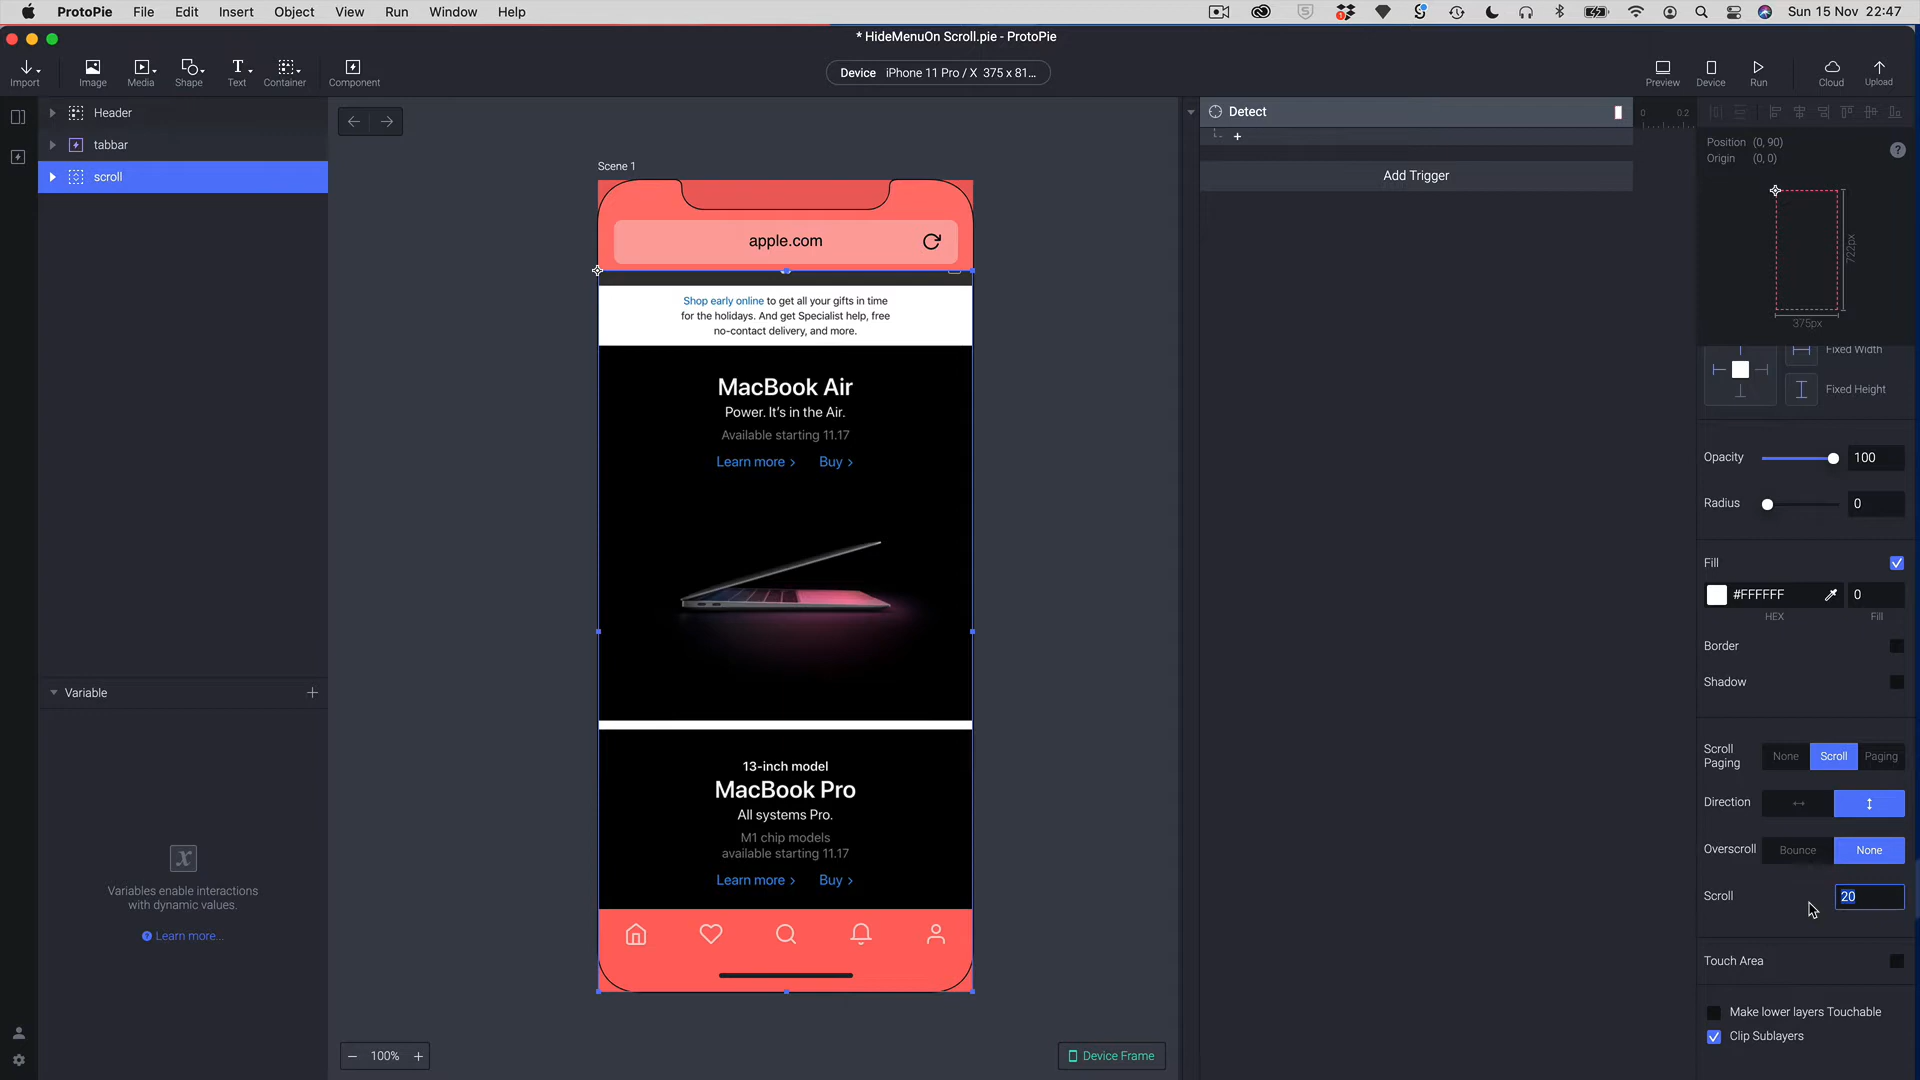 ProtoPie File Edit Insert Object View Run Window Help
Sun 15 Nov 22:47
* HideMenuOn Scroll.pie - ProtoPie
Import Image Media Shape Text Container Component
Device iPhone 11 Pro / X 375 x 81...
Preview Device Run Cloud Upload
Header
tabbar
scroll
Variable
Variables enable interactions
with dynamic values.
? Learn more...
Scene 1
apple.com
Shop early online to get all your gifts in time
for the holidays. And get Specialist help, free
no-contact delivery, and more.
MacBook Air
Power. It's in the Air.
Available starting 11.17
Learn more > Buy >
13-inch model
MacBook Pro
All systems Pro.
M1 chip models
available starting 11.17
Learn more > Buy >
− 100% +
Device Frame
Detect
+
Add Trigger
0 0.2
Position (0, 90)
Origin (0, 0)
?
722px
375px
Fixed Width
Fixed Height
Opacity 100
Radius 0
Fill
#FFFFFF 0
HEX Fill
Border
Shadow
Scroll
Paging
None Scroll Paging
Direction
Overscroll Bounce None
Scroll 20
Touch Area
Make lower layers Touchable
Clip Sublayers